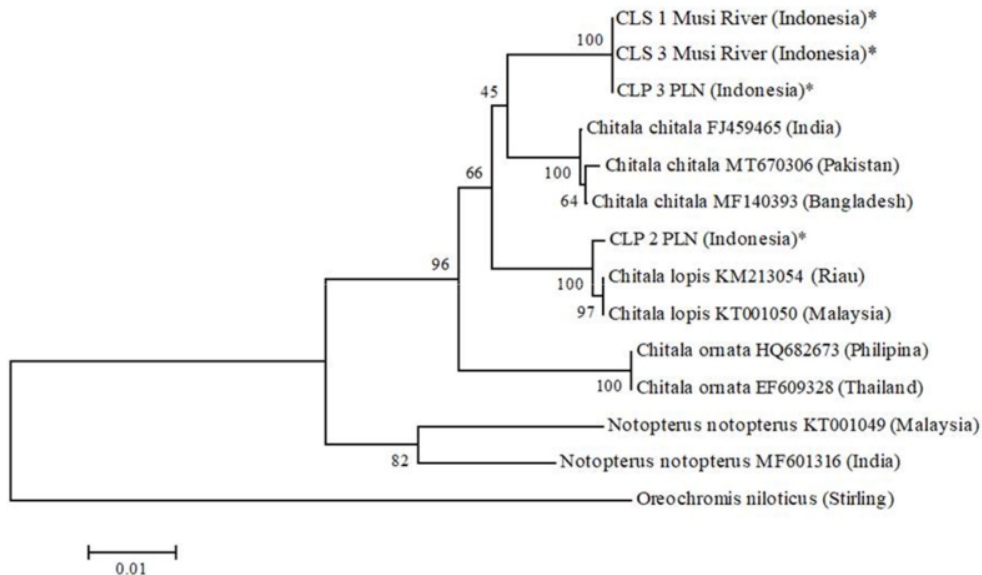 CLS 1 Musi River (Indonesia)*
100
CLS 3 Musi River (Indonesia)*
CLP 3 PLN (Indonesia)*
45
Chitala chitala FJ459465 (India)
100
Chitala chitala MT670306 (Pakistan)
66
64
Chitala chitala MF140393 (Bangladesh)
CLP 2 PLN (Indonesia)*
96
100
Chitala lopis KM213054 (Riau)
97
Chitala lopis KT001050 (Malaysia)
Chitala ornata HQ682673 (Philipina)
100
Chitala ornata EF609328 (Thailand)
Notopterus notopterus KT001049 (Malaysia)
82
Notopterus notopterus MF601316 (India)
Oreochromis niloticus (Stirling)
0.01